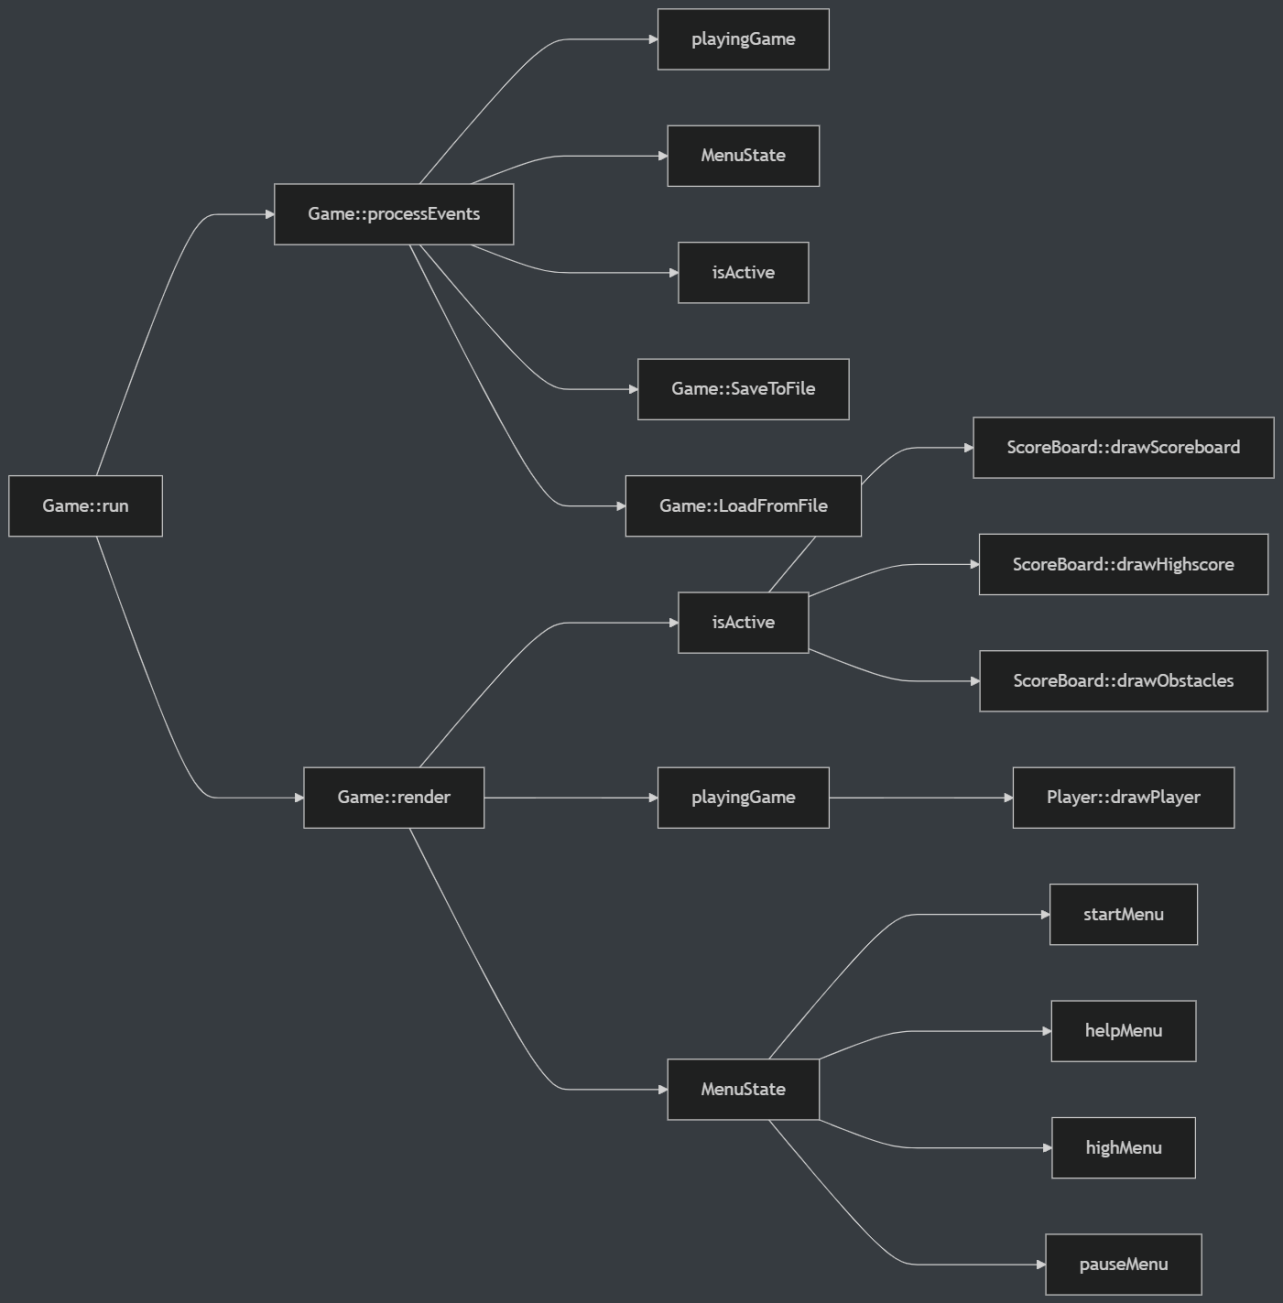 playingGame
MenuState
Game::processEvents
isActive
Game::SaveToFile
ScoreBoard::drawScoreboard
Game::run
Game::LoadFromFile
ScoreBoard::drawHighscore
isActive
ScoreBoard::drawObstacles
Game::render
playingGame
Player::drawPlayer
startMenu
helpMenu
MenuState
highMenu
pauseMenu